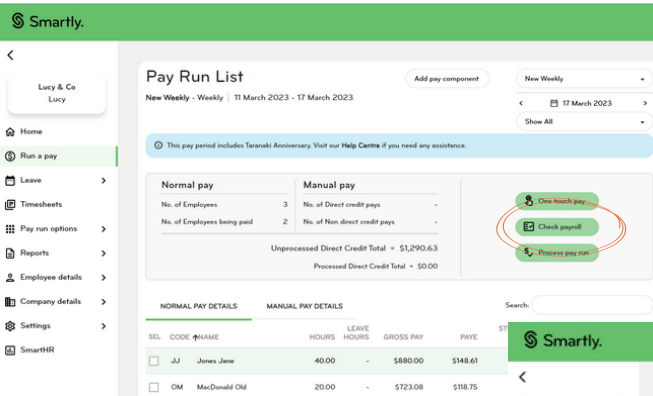 Smartly.
Lucy & Co
Lucy
Home
Run a pay
Leave
Timesheets
Pay run options
Reports
Employee details
Company details
Settings
SmartHR
Pay Run List
Add pay component
New Weekly
New Weekly - Weekly | 11 March 2023 - 17 March 2023
17 March 2023
Show All
This pay period includes Taranaki Anniversary. Visit our Help Centre if you need any assistance.
Normal pay
No. of Employees 3
No. of Employees being paid 2
Manual pay
No. of Direct credit pays -
No. of Non direct credit pays -
Unprocessed Direct Credit Total = $1,290.63
Processed Direct Credit Total = $0.00
One touch pay
Check payroll
Process pay run
NORMAL PAY DETAILS MANUAL PAY DETAILS Search:
SEL CODE NAME HOURS LEAVE HOURS GROSS PAY PAYE ST
JJ Jones Jane 40.00 - $880.00 $148.61
OM MacDonald Old 20.00 - $723.08 $118.75
Smartly.